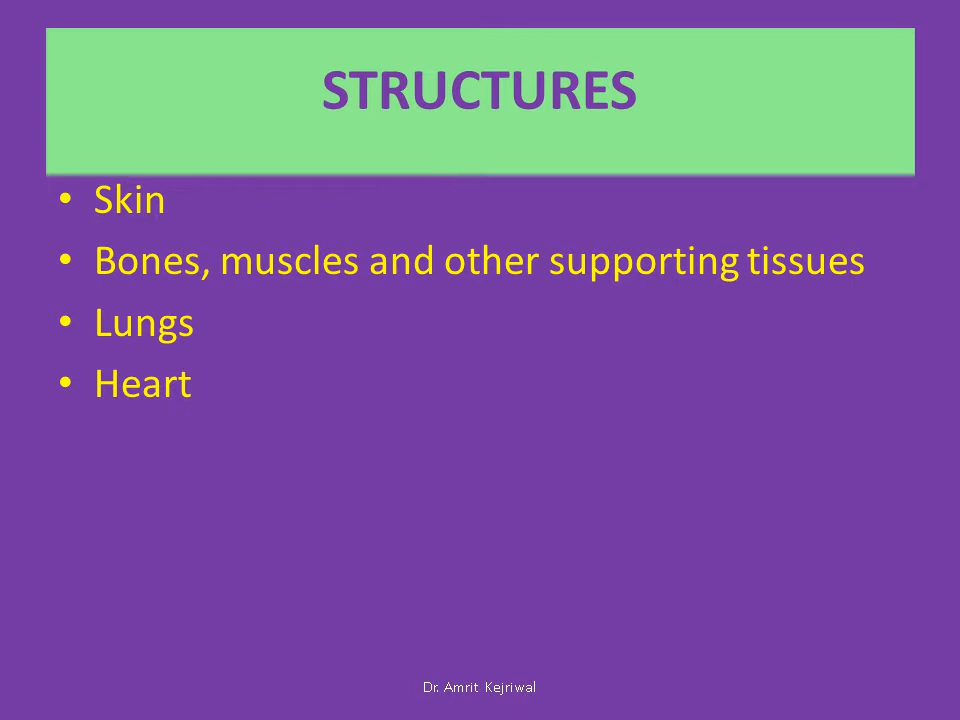 STRUCTURES
• Skin
• Bones, muscles and other supporting tissues
• Lungs
• Heart
Dr. Amrit Kejriwal